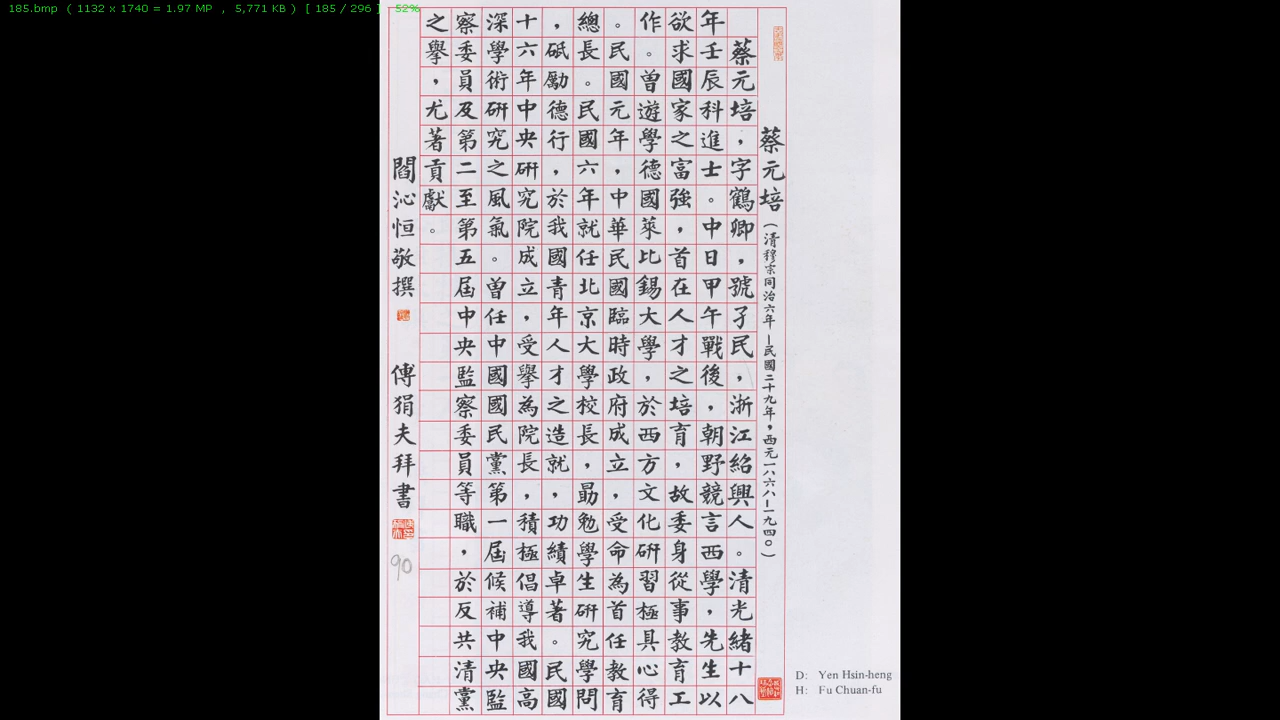 185.bmp ( 1132 x 1740 = 1.97 MP , 5,771 KB ) [ 185 / 296 ] 52%
蔡元培(清穆宗同治六年—民國二十九年,西元一八六八—一九四〇)
蔡元培,字鶴卿,號孑民,浙江紹興人。清光緒十八
年壬辰科進士。中日甲午戰後,朝野競言西學,先生以
欲求國家之富強,首在人才之培育,故委身從事教育工
作。曾遊學德國萊比錫大學,於西方文化研習極具心得
。民國元年,中華民國臨時政府成立,受命為首任教育
總長。民國六年就任北京大學校長,勗勉學生研究學問
,砥勵德行,於我國青年人才之造就,功績卓著。民國
十六年中央研究院成立,受舉為院長,積極倡導我國高
深學術研究之風氣。曾任中國國民黨第一屆候補中央監
察委員及第二至第五屆中央監察委員等職,於反共清黨
之舉,尤著貢獻。
閻沁恒敬撰 傅狷夫拜書
90
D: Yen Hsin-heng
H: Fu Chuan-fu